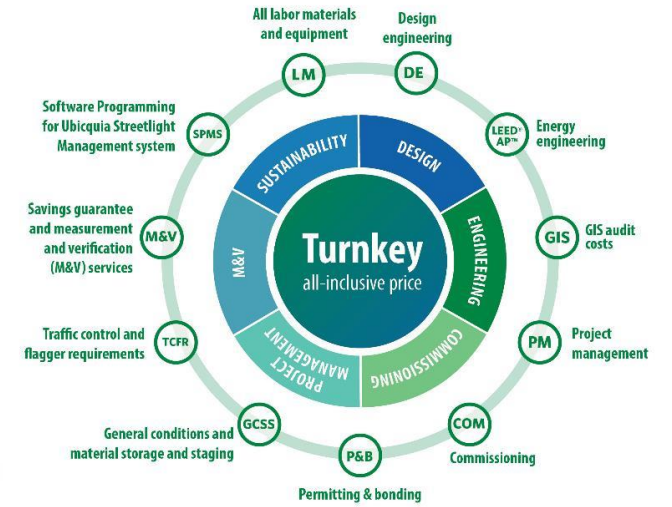 All labor materials
and equipment
LM
Design
engineering
DE
LEED®
AP™
Energy
engineering
GIS
GIS audit
costs
PM
Project
management
COM
Commissioning
P&B
Permitting & bonding
GCSS
General conditions and
material storage and staging
TCFR
Traffic control and
flagger requirements
M&V
Savings guarantee
and measurement
and verification
(M&V) services
SPMS
Software Programming
for Ubicquia Streetlight
Management system
SUSTAINABILITY
DESIGN
ENGINEERING
COMMISSIONING
PROJECT
MANAGEMENT
M&V
Turnkey
all-inclusive price